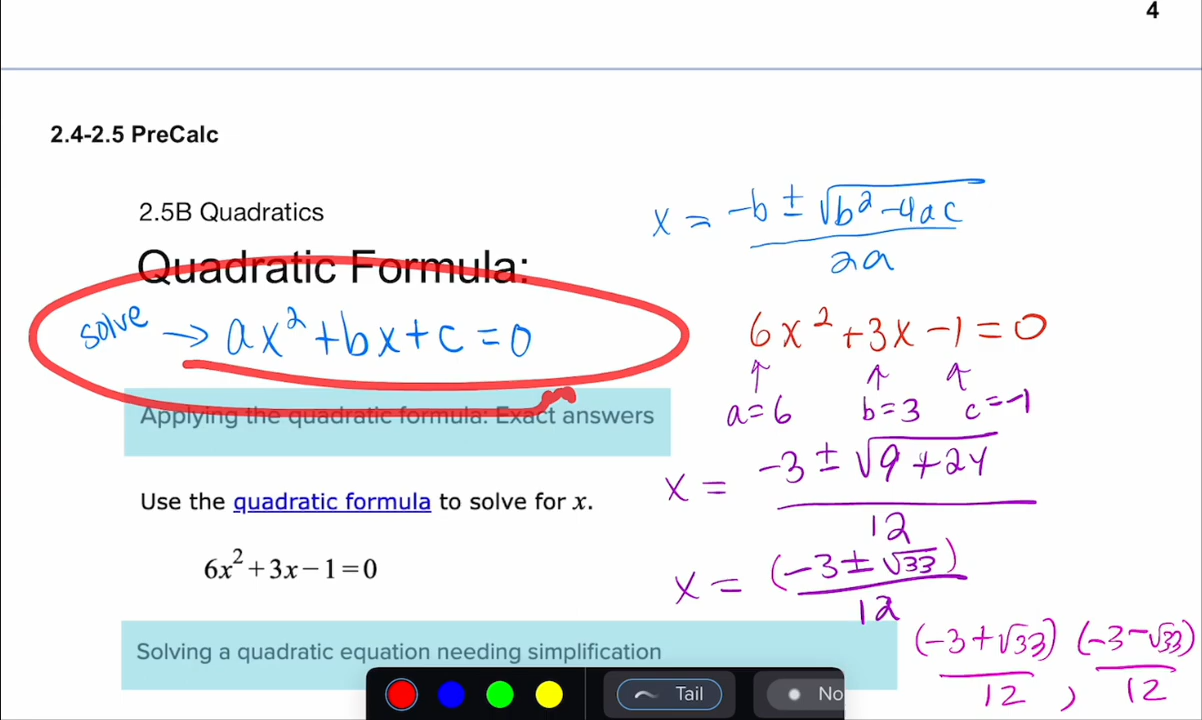 4
2.4-2.5 PreCalc
2.5B Quadratics
Quadratic Formula:
solve → ax² + bx + c = 0
Applying the quadratic formula: Exact answers
Use the quadratic formula to solve for x.
6x²+3x−1=0
Solving a quadratic equation needing simplification
x = (-b ± √(b²-4ac))/(2a)
6x² + 3x - 1 = 0
↑ ↑ ↑
a=6 b=3 c=-1
x = (-3 ± √(9+24))/12
x = (-3 ± √33)/12
(-3+√33)/12 , (-3-√33)/12
Tail No